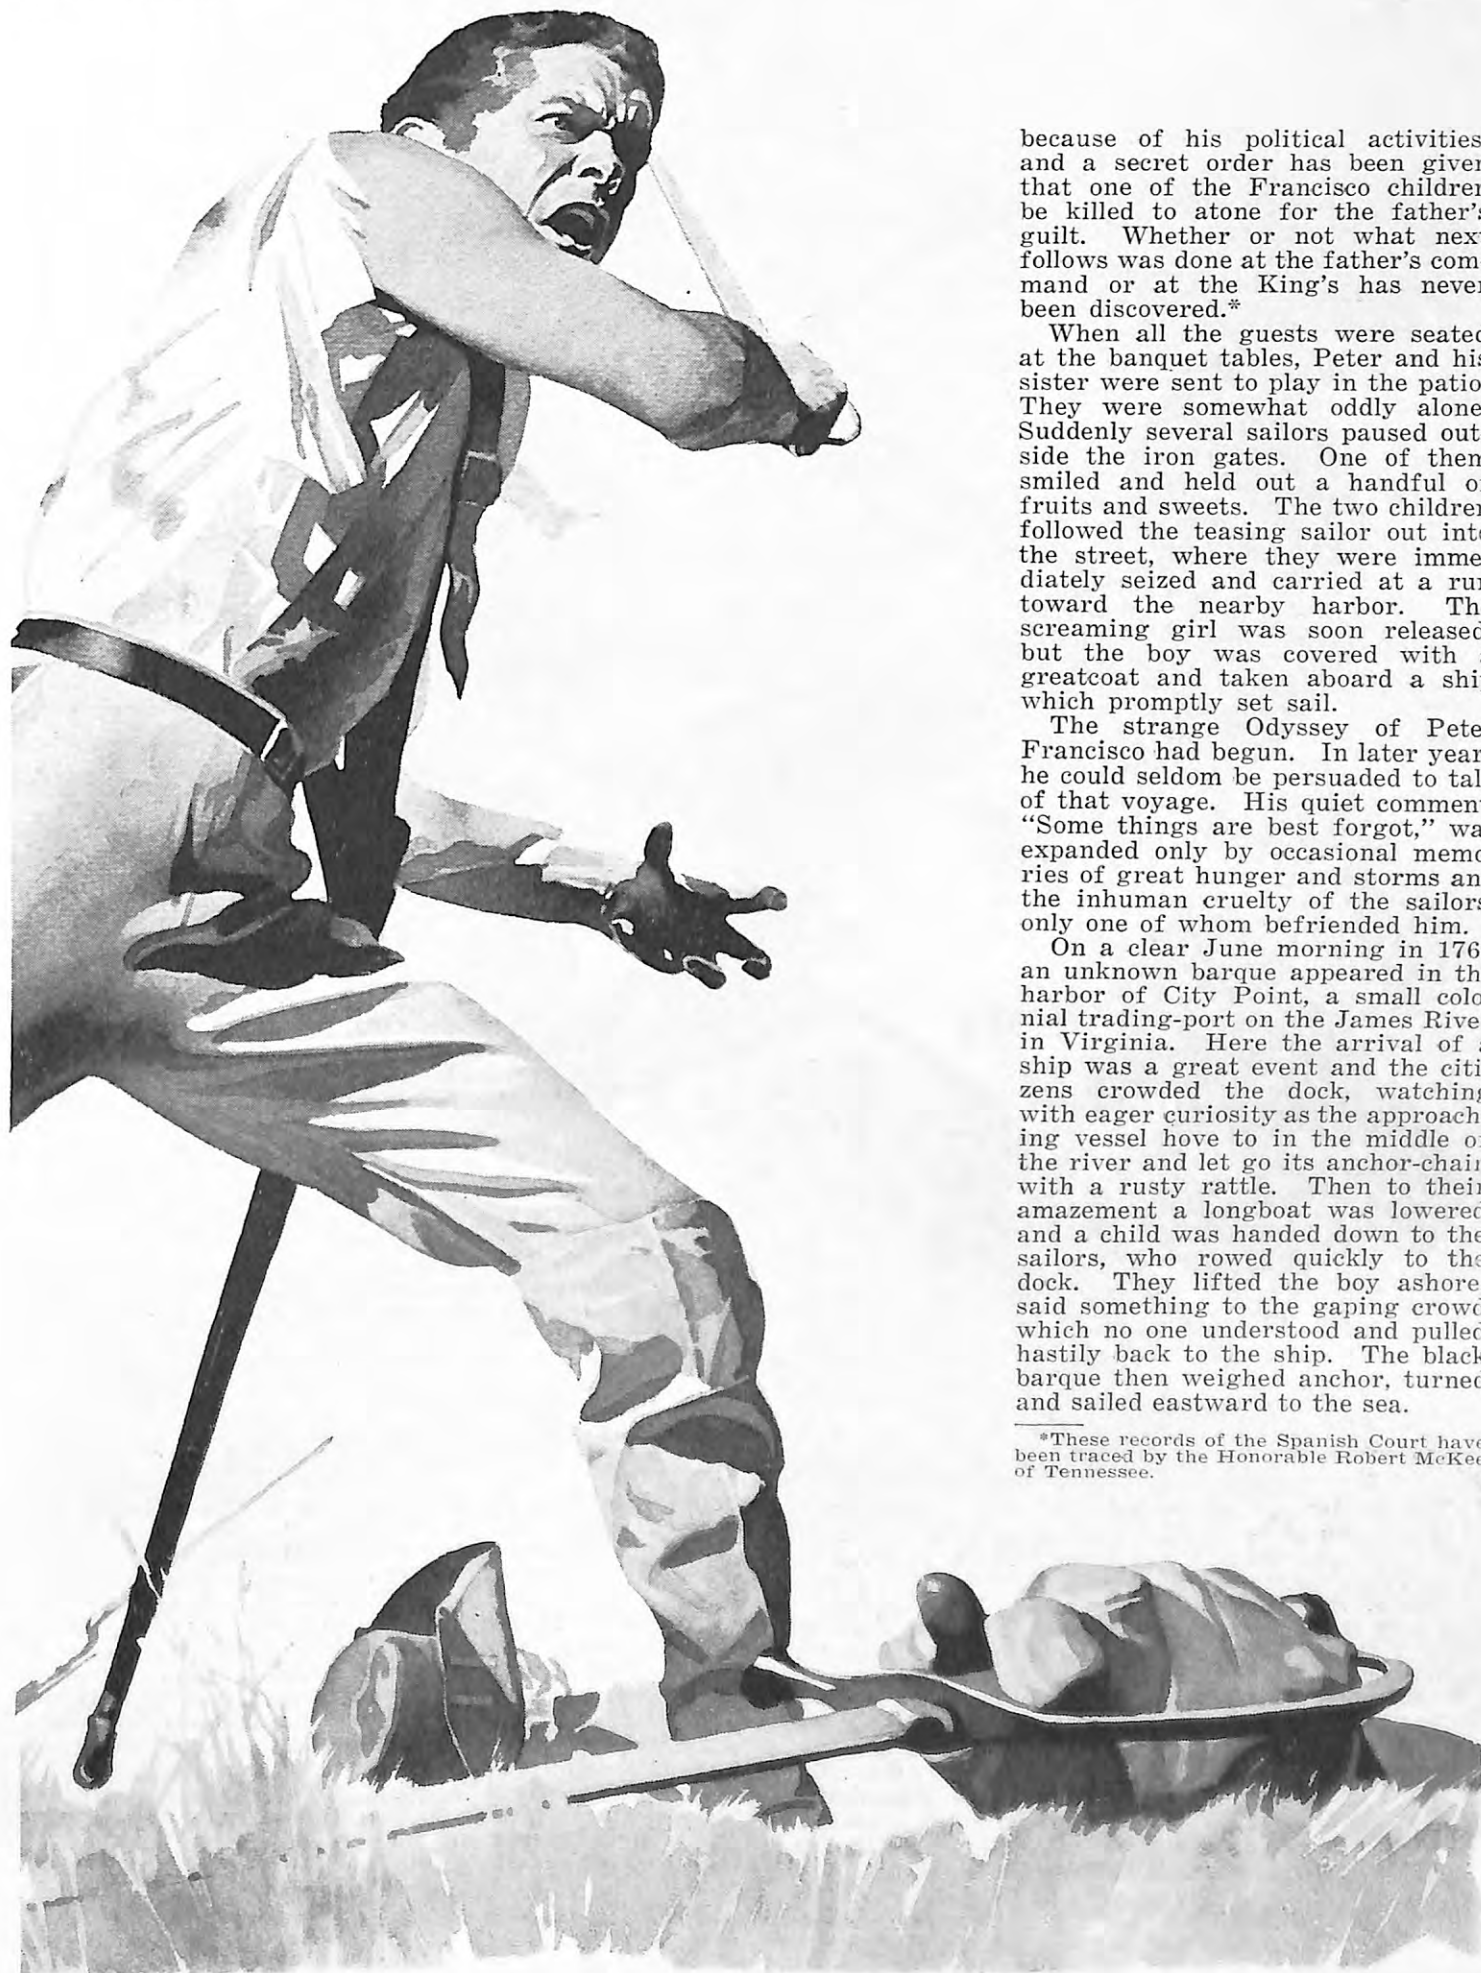 because of his political activities
and a secret order has been given
that one of the Francisco children
be killed to atone for the father's
guilt. Whether or not what next
follows was done at the father's com
mand or at the King's has never
been discovered.*
When all the guests were seated
at the banquet tables, Peter and his
sister were sent to play in the patio
They were somewhat oddly alone
Suddenly several sailors paused out
side the iron gates. One of them
smiled and held out a handful of
fruits and sweets. The two children
followed the teasing sailor out into
the street, where they were imme
diately seized and carried at a run
toward the nearby harbor. Th
screaming girl was soon released
but the boy was covered with
greatcoat and taken aboard a ship
which promptly set sail.
The strange Odyssey of Pete
Francisco had begun. In later year
he could seldom be persuaded to tal
of that voyage. His quiet comment
“Some things are best forgot,” wa
expanded only by occasional memo
ries of great hunger and storms an
the inhuman cruelty of the sailors
only one of whom befriended him.
On a clear June morning in 176
an unknown barque appeared in th
harbor of City Point, a small colo
nial trading-port on the James Rive
in Virginia. Here the arrival of
ship was a great event and the citi
zens crowded the dock, watching
with eager curiosity as the approach
ing vessel hove to in the middle of
the river and let go its anchor-chain
with a rusty rattle. Then to their
amazement a longboat was lowered
and a child was handed down to the
sailors, who rowed quickly to the
dock. They lifted the boy ashore
said something to the gaping crowd
which no one understood and pulled
hastily back to the ship. The black
barque then weighed anchor, turned
and sailed eastward to the sea.
*These records of the Spanish Court have
been traced by the Honorable Robert McKee
of Tennessee.